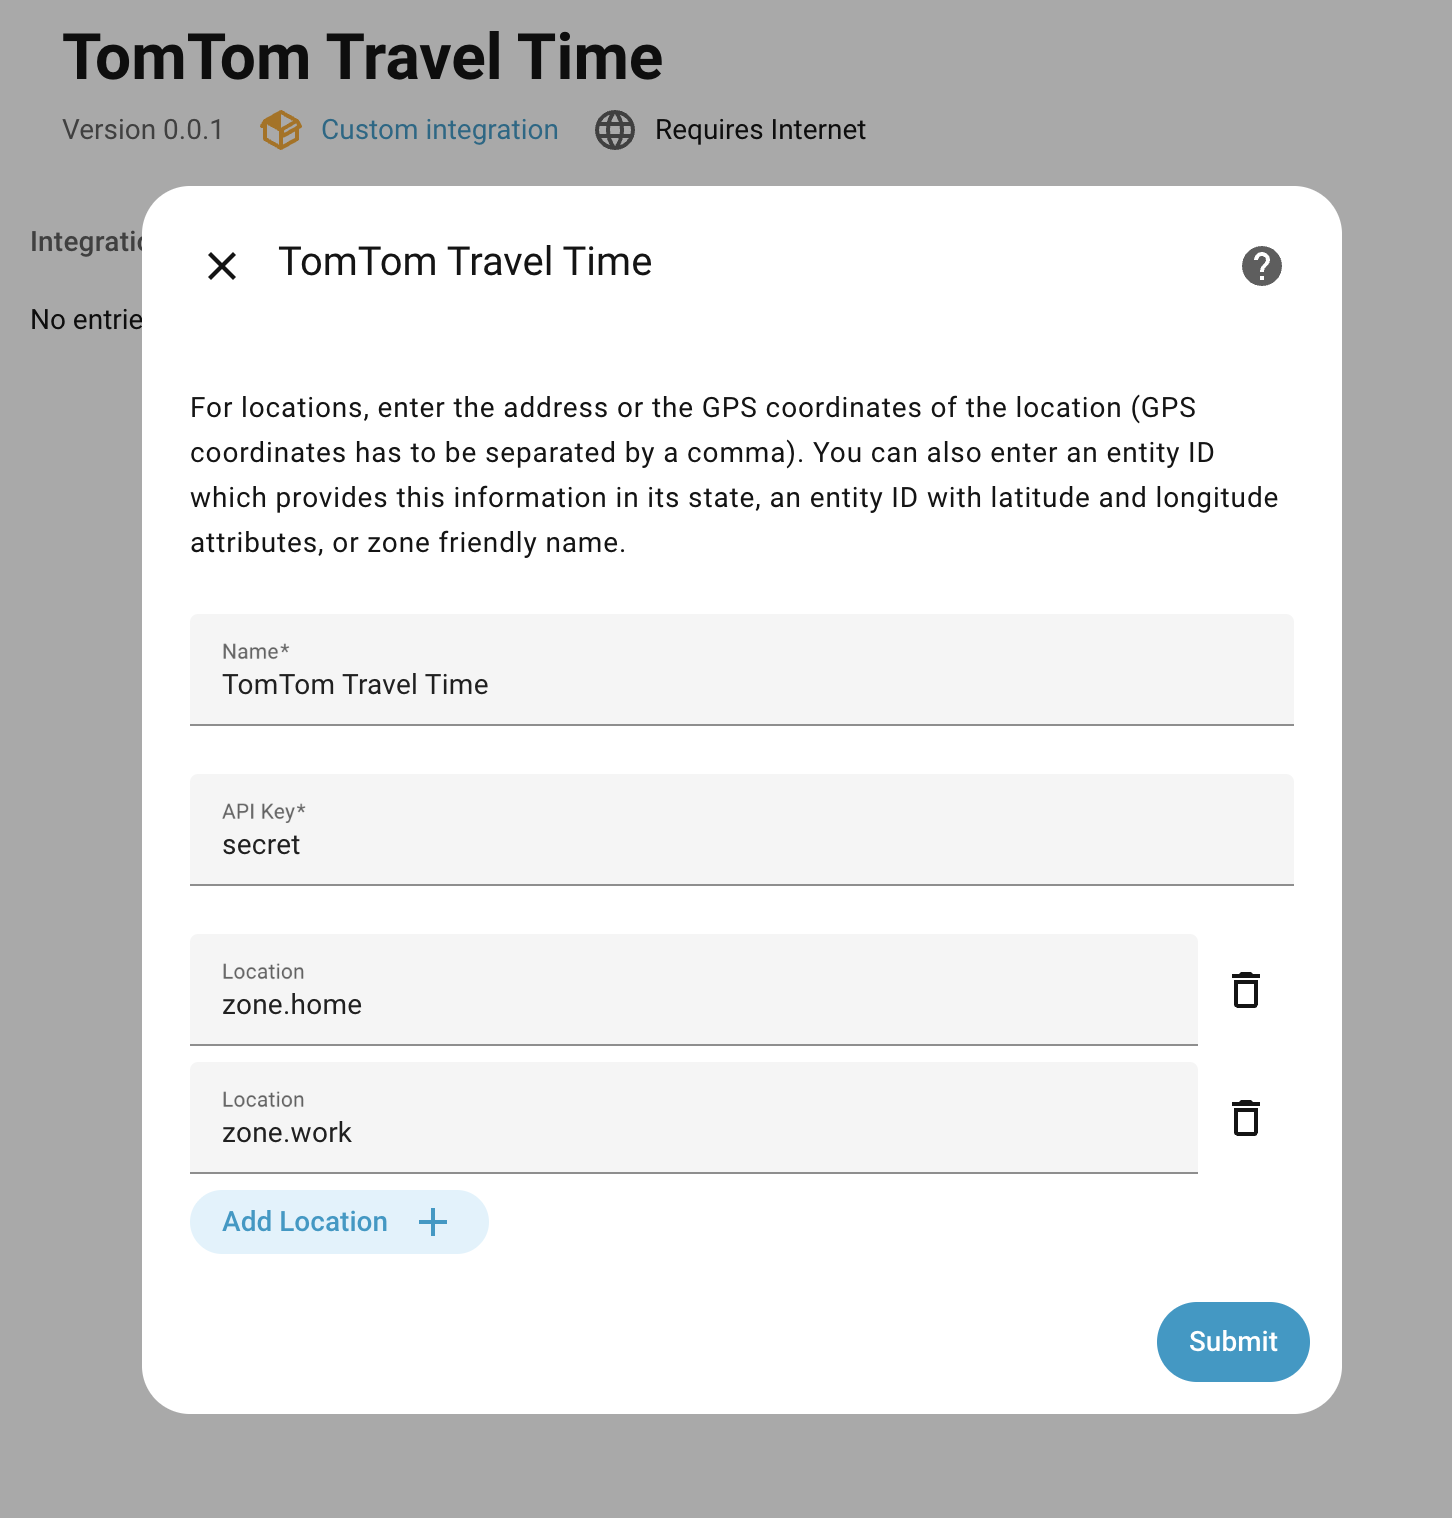 TomTom Travel Time
Version 0.0.1 Custom integration Requires Internet
Integratio
No entrie
TomTom Travel Time
For locations, enter the address or the GPS coordinates of the location (GPS
coordinates has to be separated by a comma). You can also enter an entity ID
which provides this information in its state, an entity ID with latitude and longitude
attributes, or zone friendly name.
Name*
TomTom Travel Time
API Key*
secret
Location
zone.home
Location
zone.work
Add Location
Submit